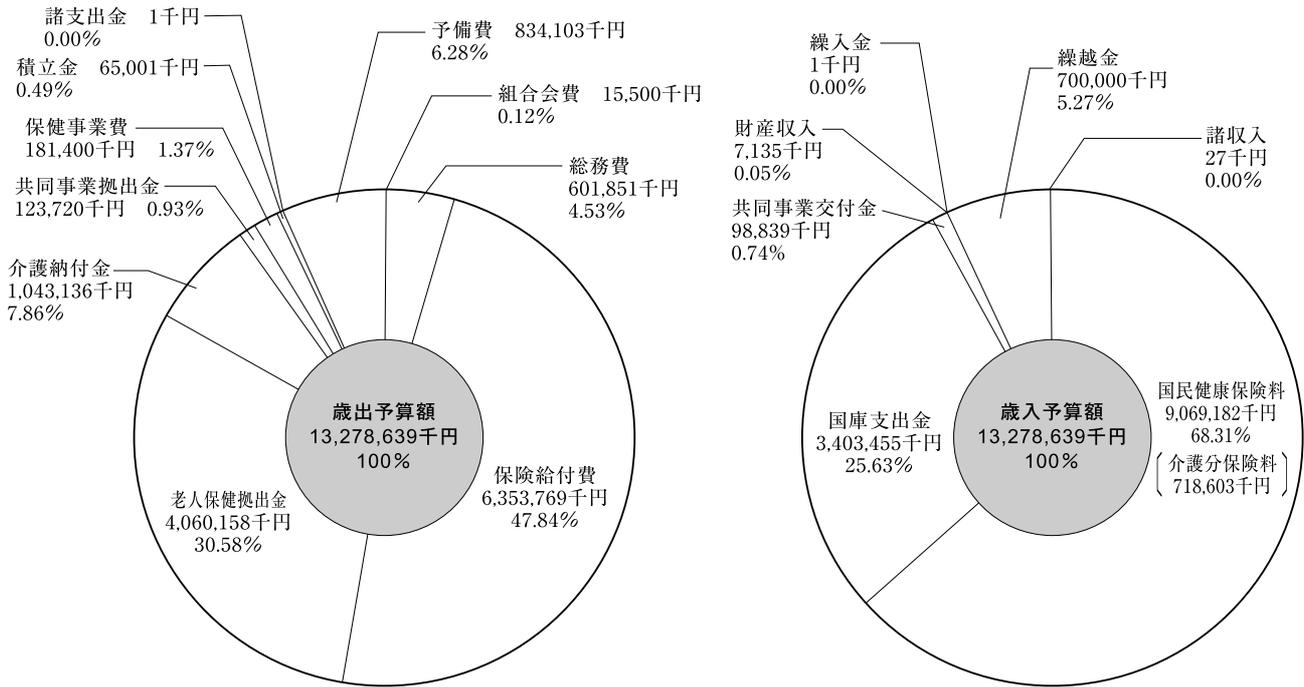 諸支出金　1千円
0.00%
積立金　65,001千円
0.49%
保健事業費
181,400千円　1.37%
共同事業拠出金
123,720千円　0.93%
介護納付金
1,043,136千円
7.86%
予備費　834,103千円
6.28%
組合会費　15,500千円
0.12%
総務費
601,851千円
4.53%
歳出予算額
13,278,639千円
100%
保険給付費
6,353,769千円
47.84%
老人保健拠出金
4,060,158千円
30.58%
繰入金
1千円
0.00%
財産収入
7,135千円
0.05%
共同事業交付金
98,839千円
0.74%
繰越金
700,000千円
5.27%
諸収入
27千円
0.00%
国庫支出金
3,403,455千円
25.63%
歳入予算額
13,278,639千円
100%
国民健康保険料
9,069,182千円
68.31%
(介護分保険料
718,603千円)